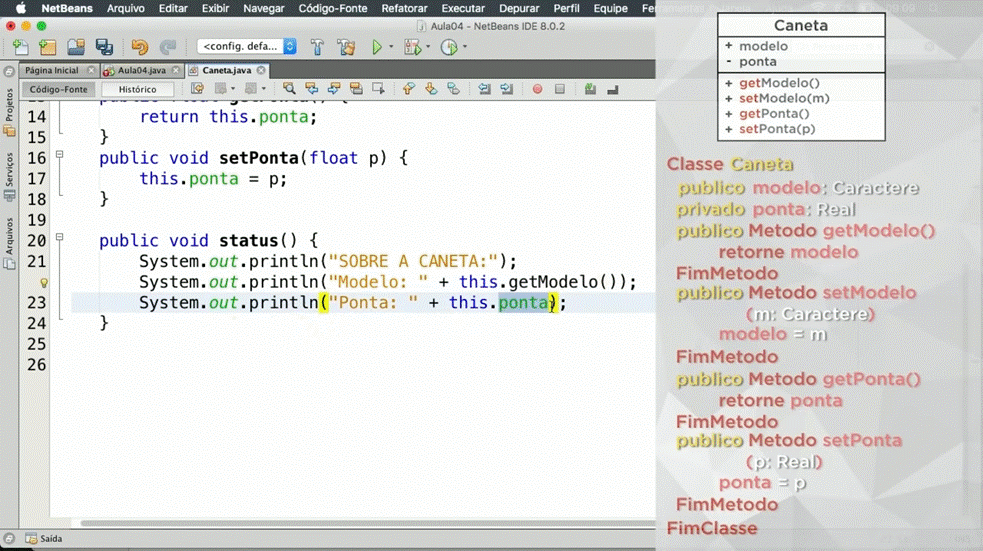 NetBeans Arquivo Editar Exibir Navegar Código-Fonte Refatorar Executar Depurar Perfil Equipe
Aula04 - NetBeans IDE 8.0.2
<config. defa...
Página Inicial
Aula04.java
Caneta.java
Código-Fonte
Histórico
Projetos
Serviços
Arquivos
14 return this.ponta;
15 }
16 public void setPonta(float p) {
17 this.ponta = p;
18 }
19
20 public void status() {
21 System.out.println("SOBRE A CANETA:");
System.out.println("Modelo: " + this.getModelo());
23 System.out.println("Ponta: " + this.ponta);
24 }
25
26
Saída
Caneta
+ modelo
- ponta
+ getModelo()
+ setModelo(m)
+ getPonta()
+ setPonta(p)
Classe Caneta
publico modelo: Caractere
privado ponta: Real
publico Metodo getModelo()
retorne modelo
FimMetodo
publico Metodo setModelo
(m: Caractere)
modelo = m
FimMetodo
publico Metodo getPonta()
retorne ponta
FimMetodo
publico Metodo setPonta
(p: Real)
ponta = p
FimMetodo
FimClasse